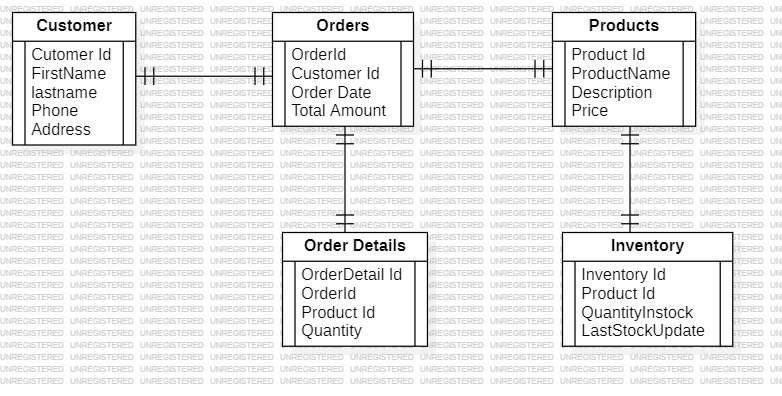 Customer
Cutomer Id
FirstName
lastname
Phone
Address
Orders
OrderId
Customer Id
Order Date
Total Amount
Products
Product Id
ProductName
Description
Price
Order Details
OrderDetail Id
OrderId
Product Id
Quantity
Inventory
Inventory Id
Product Id
QuantityInstock
LastStockUpdate
UNREGISTERED